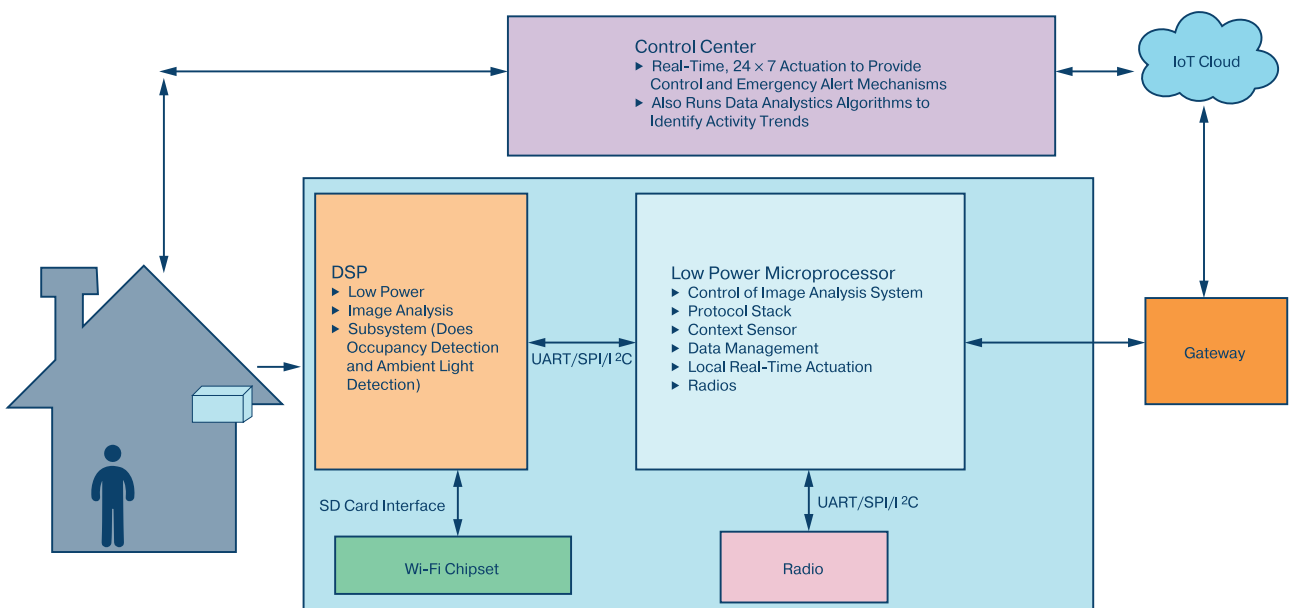 Control Center
▸ Real-Time, 24 × 7 Actuation to Provide
Control and Emergency Alert Mechanisms
▸ Also Runs Data Analystics Algorithms to
Identify Activity Trends
IoT Cloud
DSP
▸ Low Power
▸ Image Analysis
▸ Subsystem (Does
Occupancy Detection
and Ambient Light
Detection)
UART/SPI/I²C
Low Power Microprocessor
▸ Control of Image Analysis System
▸ Protocol Stack
▸ Context Sensor
▸ Data Management
▸ Local Real-Time Actuation
▸ Radios
Gateway
SD Card Interface
UART/SPI/I²C
Wi-Fi Chipset
Radio